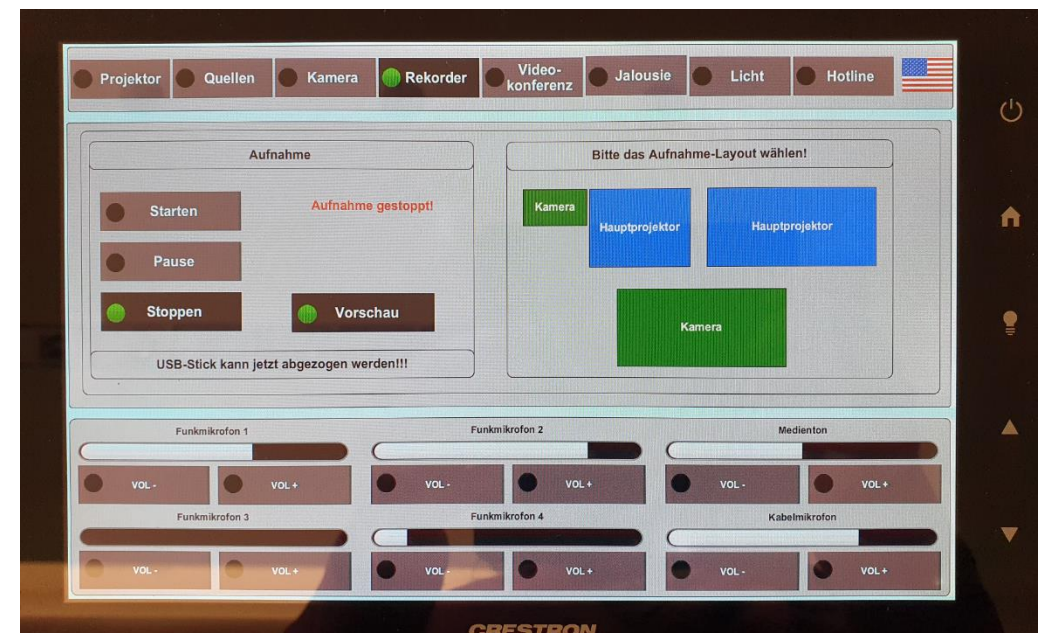 Projektor
Quellen
Kamera
Rekorder
Video-
konferenz
Jalousie
Licht
Hotline
Aufnahme
Starten
Aufnahme gestoppt!
Pause
Stoppen
Vorschau
USB-Stick kann jetzt abgezogen werden!!!
Bitte das Aufnahme-Layout wählen!
Kamera
Hauptprojektor
Hauptprojektor
Kamera
Funkmikrofon 1
VOL -
VOL +
Funkmikrofon 2
VOL -
VOL +
Medienton
VOL -
VOL +
Funkmikrofon 3
VOL -
VOL +
Funkmikrofon 4
VOL -
VOL +
Kabelmikrofon
VOL -
VOL +
CRESTRON